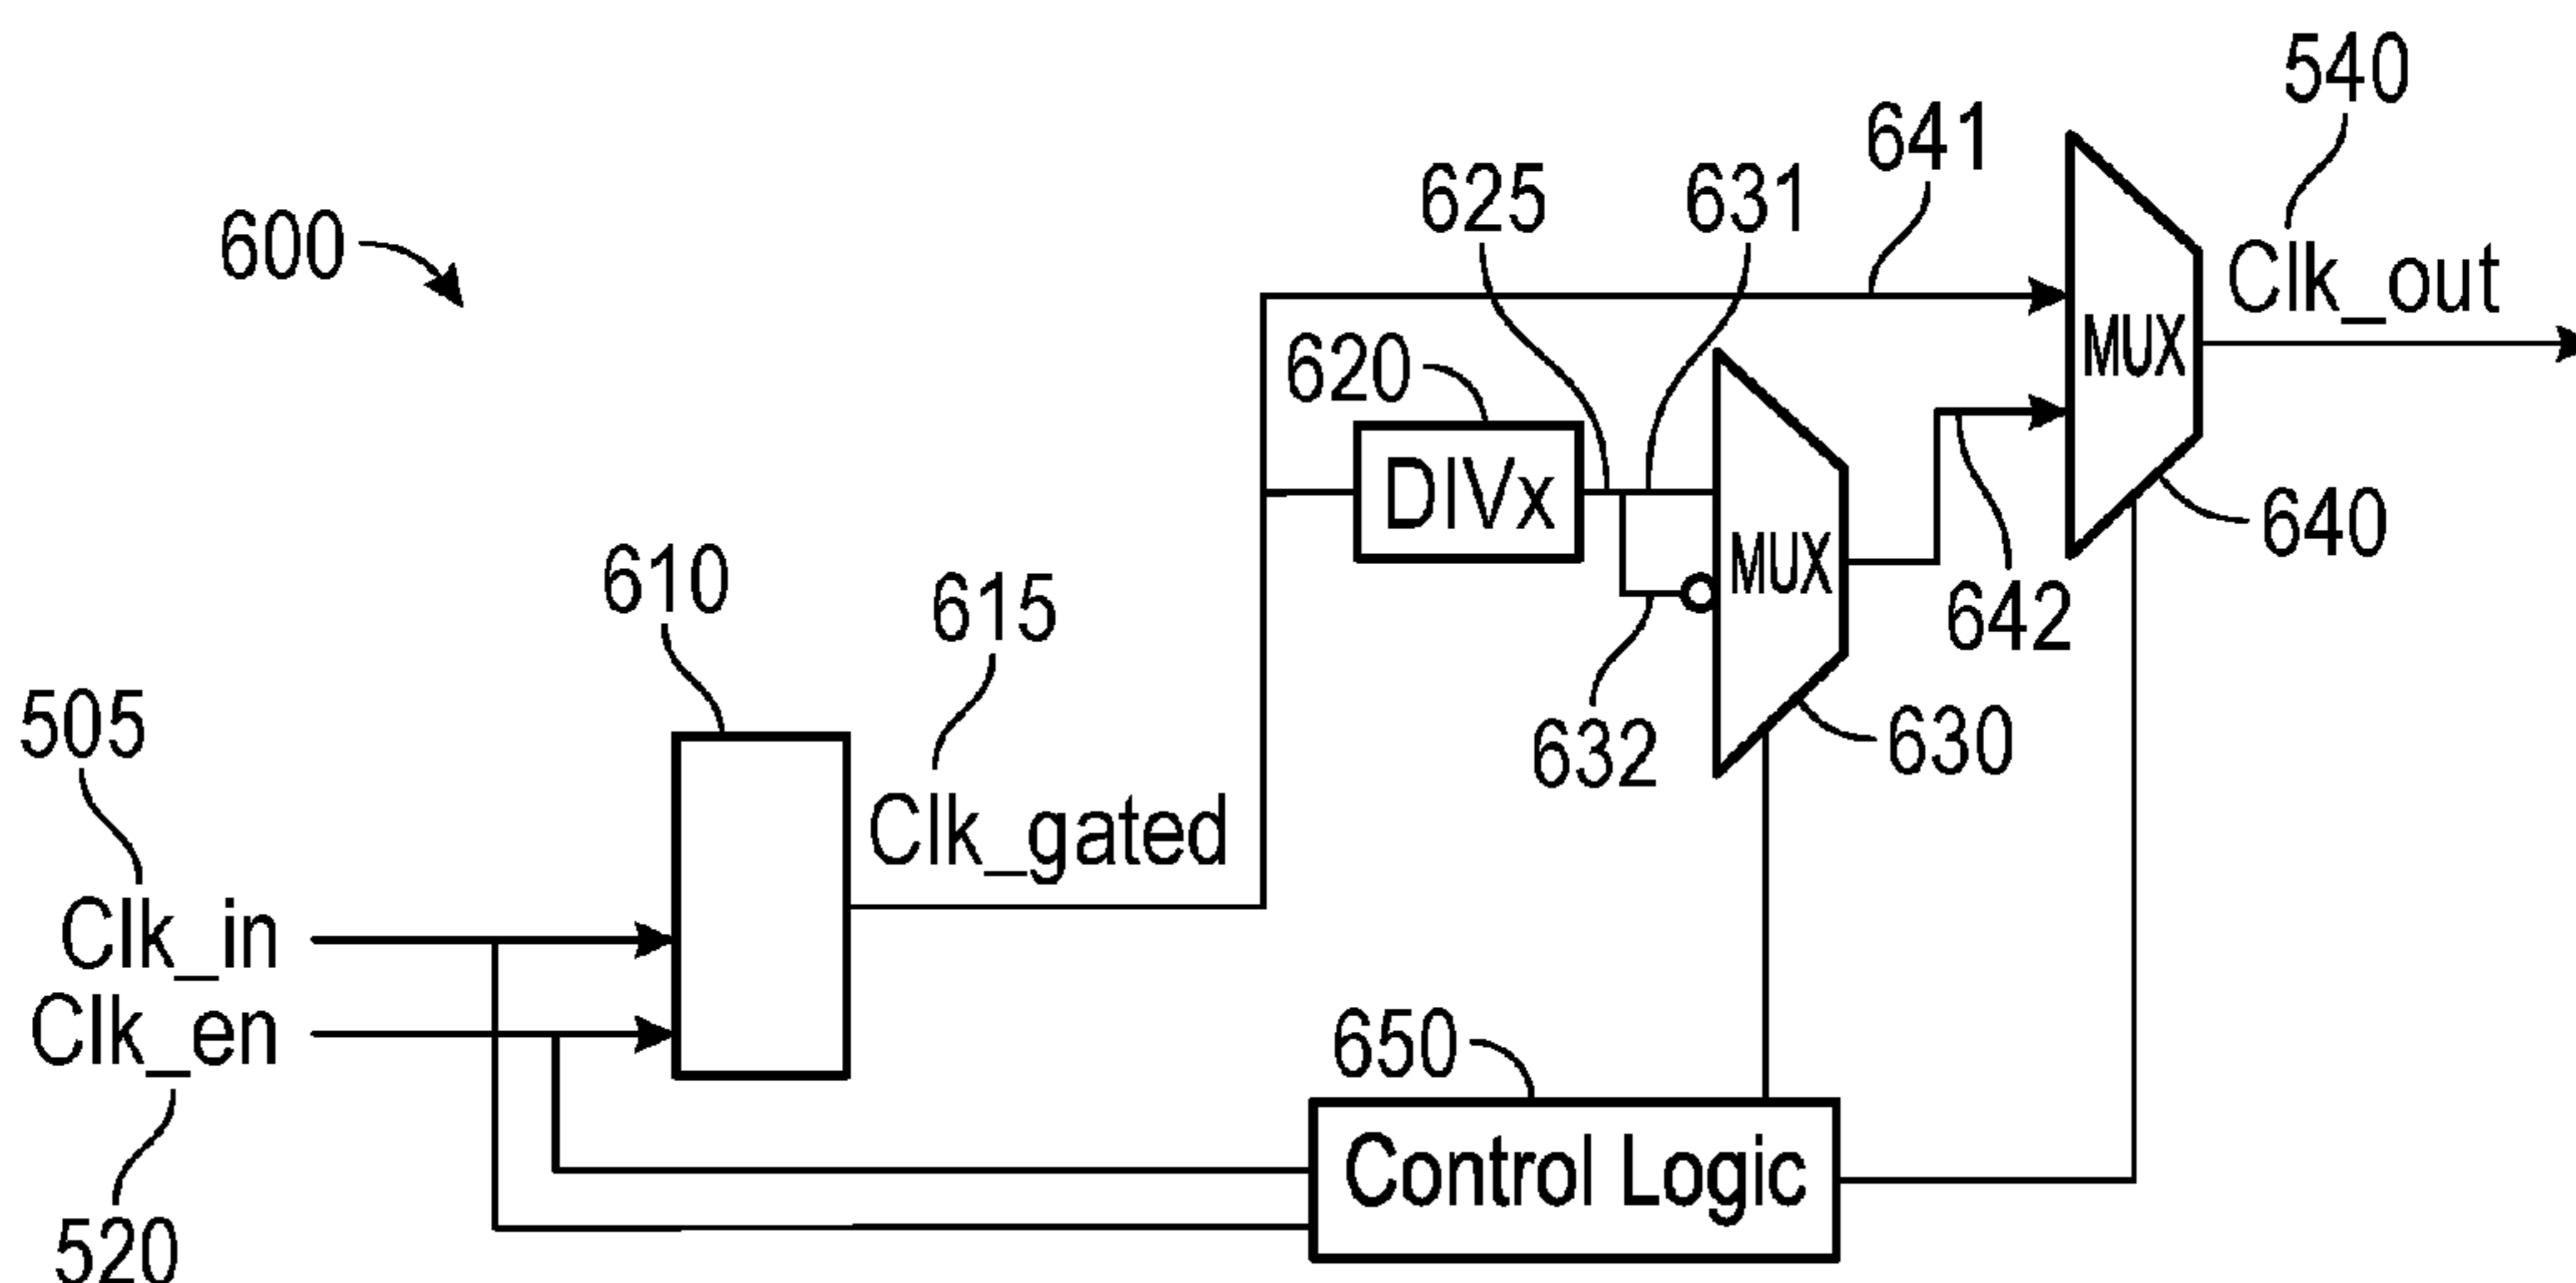 540
641
625
631
600
Clk_out
MUX
620
DIVx
640
MUX
610
615
642
632
630
505
Clk_gated
Clk_in
Clk_en
650
Control Logic
520